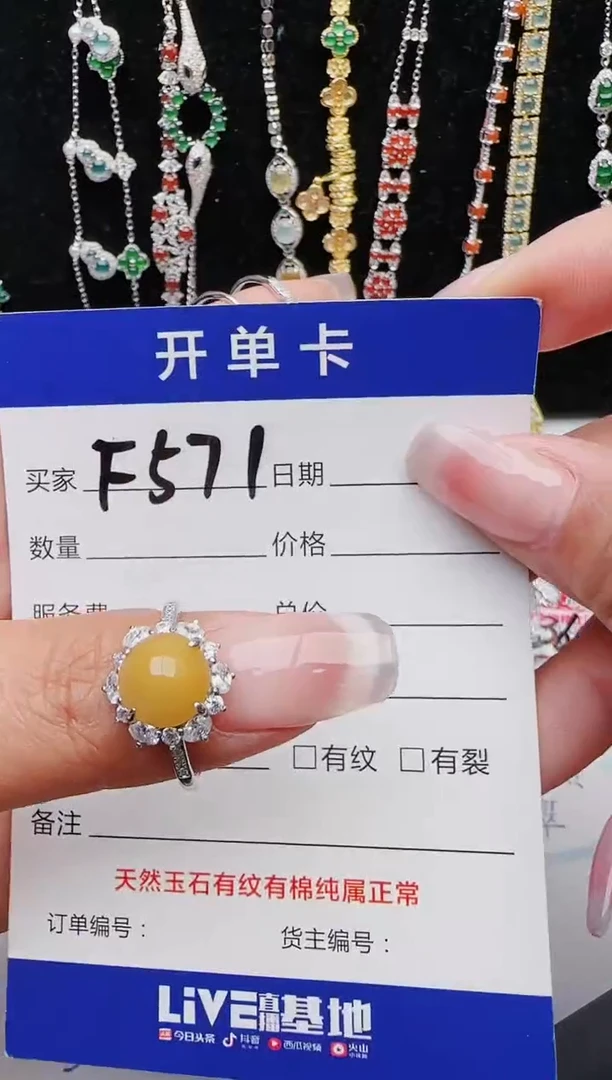 开单卡
买家 F571 日期
数量 价格
服务费 单价
□有纹 □有裂
备注
天然玉石有纹有棉纯属正常
订单编号： 货主编号：
LiVE直播基地
今日头条 抖音 西瓜视频 火山